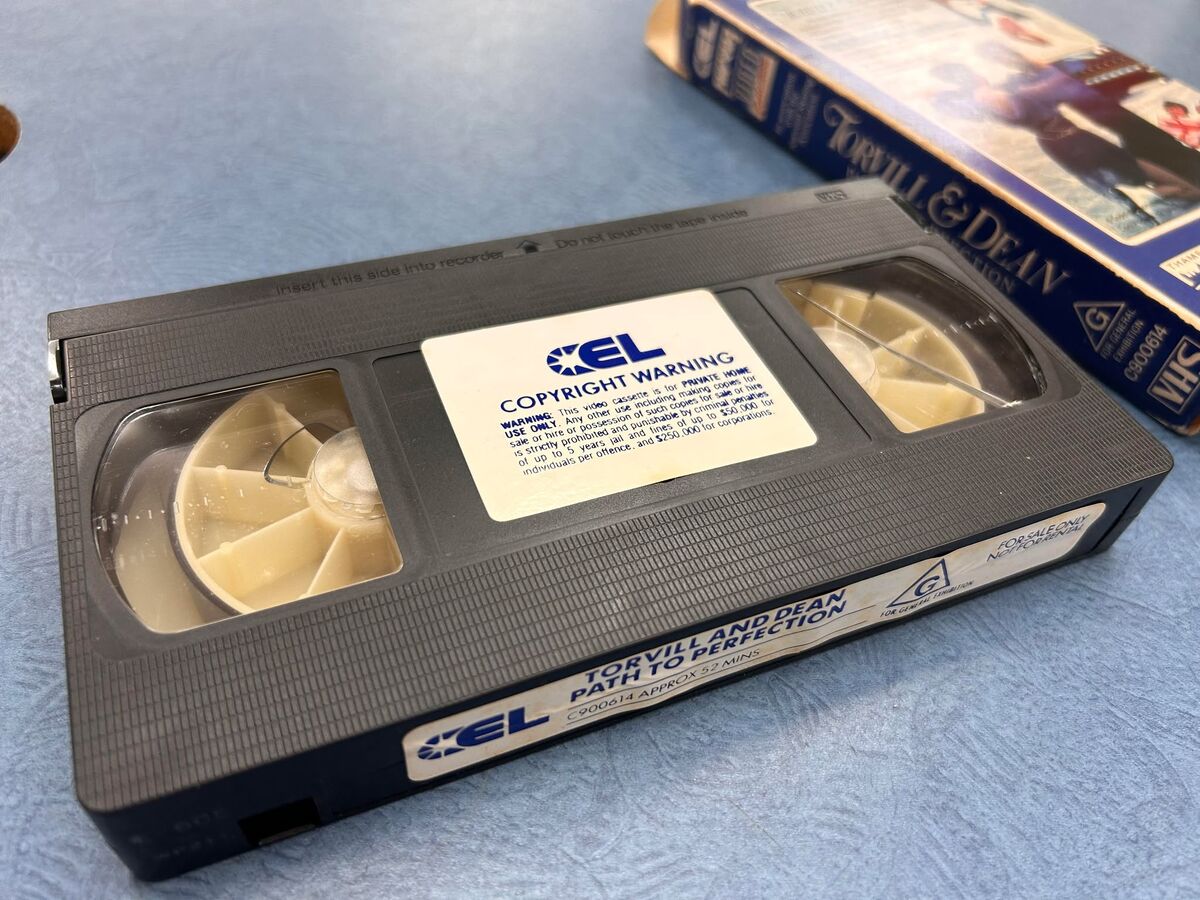 Insert this side into recorder
Do not touch the tape inside
VHS
CEL
COPYRIGHT WARNING
WARNING: This video cassette is for PRIVATE HOME
USE ONLY. Any other use including making copies for
sale or hire or possession of such copies for sale or hire
is strictly prohibited and punishable by criminal penalties
of up to 5 years jail and fines of up to $50,000 for
individuals per offence, and $250,000 for corporations.
CEL
TORVILL AND DEAN
PATH TO PERFECTION
C900614 APPROX 52 MINS
G
FOR GENERAL EXHIBITION
FOR SALE ONLY
NOT FOR RENTAL
CEL
TORVILL & DEAN
G
FOR GENERAL
EXHIBITION
C900614
VHS